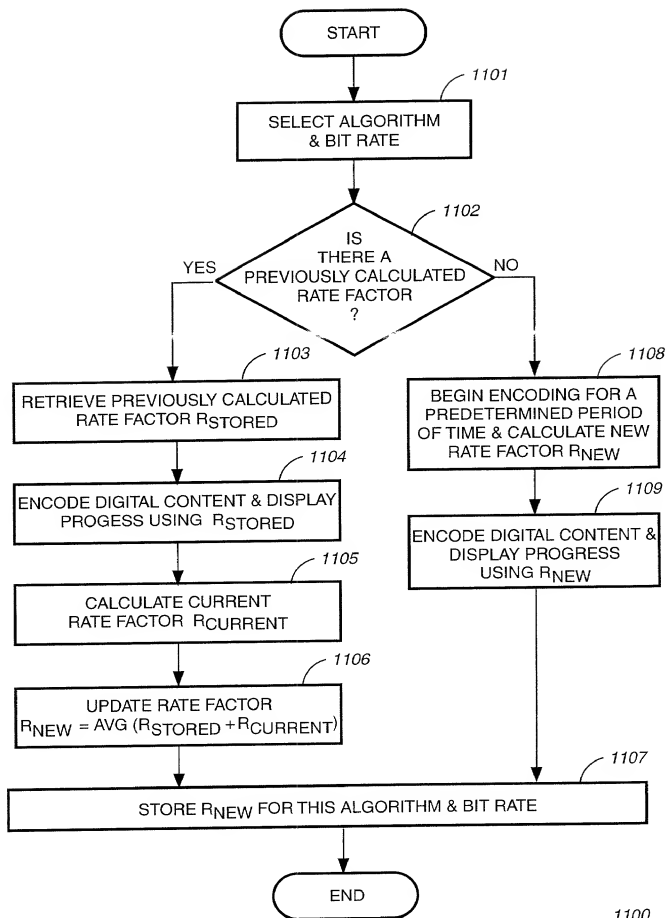 START
1101
SELECT ALGORITHM
& BIT RATE
1102
IS
THERE A
PREVIOUSLY CALCULATED
RATE FACTOR
?
YES
NO
1103
RETRIEVE PREVIOUSLY CALCULATED
RATE FACTOR RSTORED
1104
ENCODE DIGITAL CONTENT & DISPLAY
PROGESS USING RSTORED
1105
CALCULATE CURRENT
RATE FACTOR RCURRENT
1106
UPDATE RATE FACTOR
RNEW = AVG (RSTORED +RCURRENT)
1108
BEGIN ENCODING FOR A
PREDETERMINED PERIOD
OF TIME & CALCULATE NEW
RATE FACTOR RNEW
1109
ENCODE DIGITAL CONTENT &
DISPLAY PROGRESS
USING RNEW
1107
STORE RNEW FOR THIS ALGORITHM & BIT RATE
END
1100